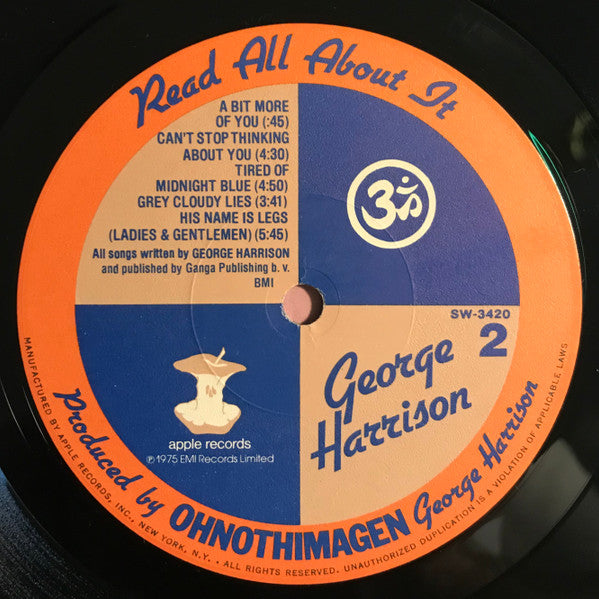 Read All About It
A BIT MORE
OF YOU (:45)
CAN'T STOP THINKING
ABOUT YOU (4:30)
TIRED OF
MIDNIGHT BLUE (4:50)
GREY CLOUDY LIES (3:41)
HIS NAME IS LEGS
(LADIES & GENTLEMEN) (5:45)
All songs written by GEORGE HARRISON
and published by Ganga Publishing b. v.
BMI
ॐ
SW-3420
2
George
Harrison
apple records
℗ 1975 EMI Records Limited
Produced by OHNOTHIMAGEN George Harrison
MANUFACTURED BY APPLE RECORDS, INC., NEW YORK, N.Y. . ALL RIGHTS RESERVED. UNAUTHORIZED DUPLICATION IS A VIOLATION OF APPLICABLE LAWS